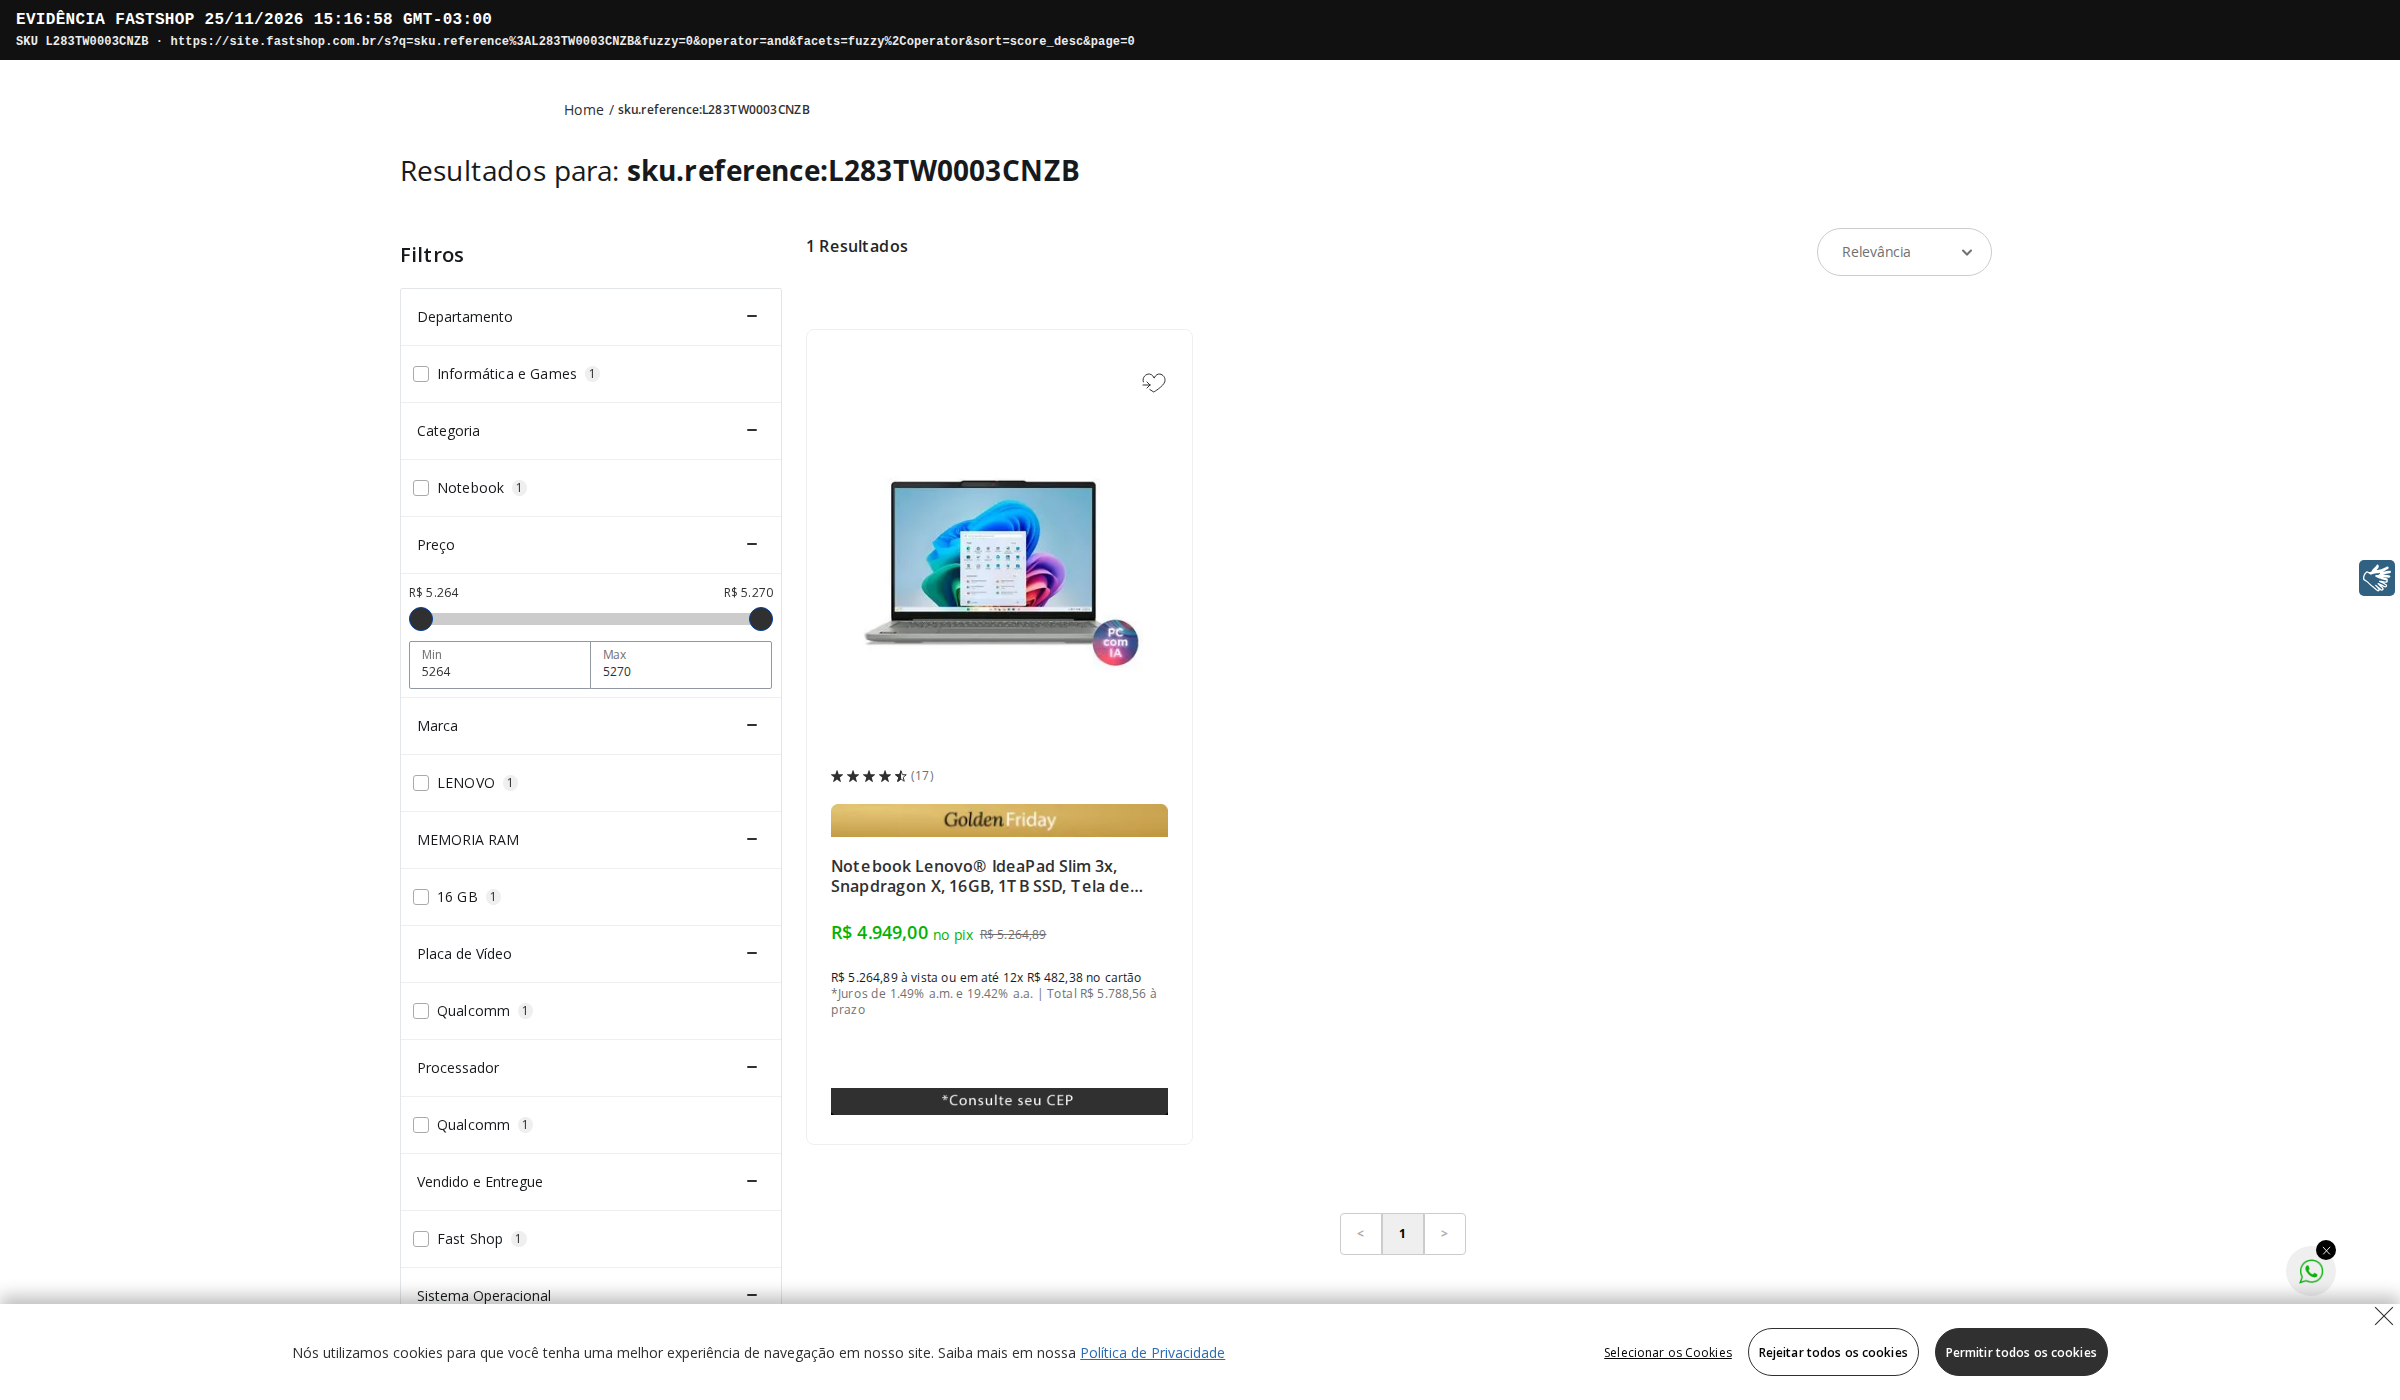 EVIDÊNCIA FASTSHOP 25/11/2026 15:16:58 GMT-03:00
SKU L283TW0003CNZB · https://site.fastshop.com.br/s?q=sku.reference%3AL283TW0003CNZB&fuzzy=0&operator=and&facets=fuzzy%2Coperator&sort=score_desc&page=0
Home / sku.reference:L283TW0003CNZB
Resultados para: sku.reference:L283TW0003CNZB
Filtros
1 Resultados
Relevância
Departamento
Informática e Games 1
Categoria
Notebook 1
Preço
R$ 5.264 R$ 5.270
Min Max
5264 5270
Marca
LENOVO 1
MEMORIA RAM
16 GB 1
Placa de Vídeo
Qualcomm 1
Processador
Qualcomm 1
Vendido e Entregue
Fast Shop 1
Sistema Operacional
PC
com
IA
(17)
Golden Friday
Notebook Lenovo® IdeaPad Slim 3x,
Snapdragon X, 16GB, 1TB SSD, Tela de...
R$ 4.949,00 no pix R$ 5.264,89
R$ 5.264,89 à vista ou em até 12x R$ 482,38 no cartão
*Juros de 1.49% a.m. e 19.42% a.a. | Total R$ 5.788,56 à
prazo
*Consulte seu CEP
< 1 >
Nós utilizamos cookies para que você tenha uma melhor experiência de navegação em nosso site. Saiba mais em nossa Política de Privacidade
Selecionar os Cookies
Rejeitar todos os cookies
Permitir todos os cookies